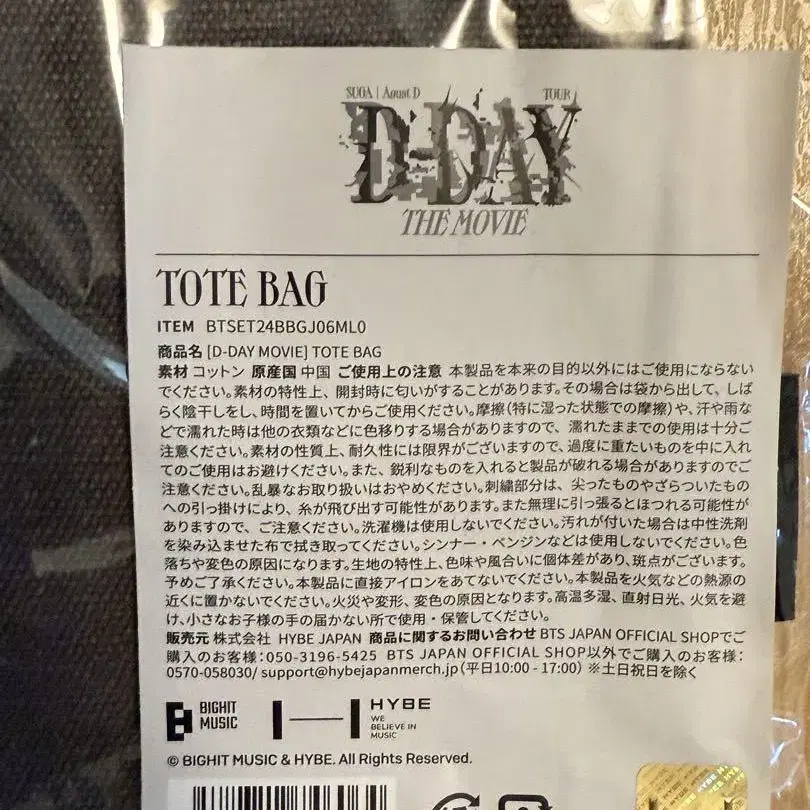 SUGA | Agust D TOUR
D-DAY
THE MOVIE
TOTE BAG
ITEM BTSET24BBGJ06ML0
商品名 [D-DAY MOVIE] TOTE BAG
素材 コットン 原産国 中国 ご使用上の注意 本製品を本来の目的以外にはご使用にならない
でください。素材の特性上、開封時に匂いがすることがあります。その場合は袋から出して、しば
らく陰干しをし、時間を置いてからご使用ください。摩擦（特に湿った状態での摩擦）や、汗や雨な
どで濡れた時は他の衣類などに色移りする場合がありますので、濡れたままでの使用は十分ご
注意ください。素材の性質上、耐久性には限界がございますので、過度に重たいものを中に入れ
てのご使用はお避けください。また、鋭利なものを入れると製品が破れる場合がありますのでご
注意ください。乱暴なお取り扱いはおやめください。刺繍部分は、尖ったものやざらついたもの
への引っ掛けにより、糸が飛び出す可能性があります。また無理に引っ張るとほつれる可能性が
ありますので、ご注意ください。洗濯機は使用しないでください。汚れが付いた場合は中性洗剤
を染み込ませた布で拭き取ってください。シンナー・ベンジンなどは使用しないでください。色
落ちや変色の原因になります。生地の特性上、色味や風合いに個体差があり、斑点がございます。
予めご了承ください。本製品に直接アイロンをあてないでください。本製品を火気などの熱源の
近くに置かないでください。火災や変形、変色の原因となります。高温多湿、直射日光、火気を避
け、小さなお子様の手の届かない所で使用・保管してください。
販売元 株式会社 HYBE JAPAN 商品に関するお問い合わせ BTS JAPAN OFFICIAL SHOPでご
購入のお客様：050-3196-5425 BTS JAPAN OFFICIAL SHOP以外でご購入のお客様：
0570-058030/ support@hybejapanmerch.jp（平日10:00 - 17:00）※土日祝日を除く
BIGHIT MUSIC
HYBE
WE BELIEVE IN MUSIC
© BIGHIT MUSIC & HYBE. All Rights Reserved.